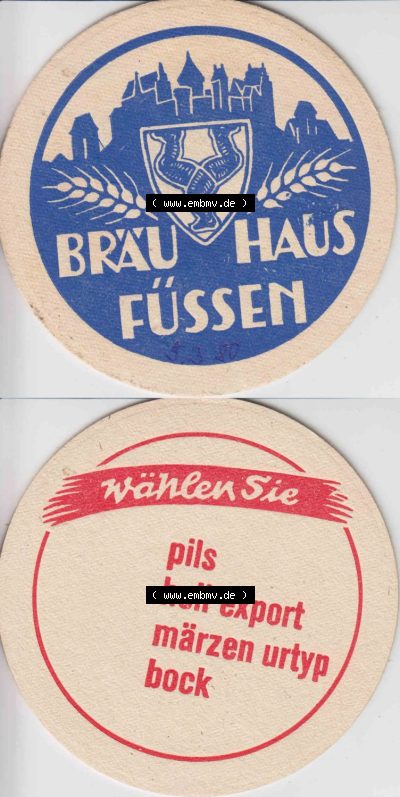 ( www.embmv.de )
BRÄU HAUS
FÜSSEN
wählen Sie
pils
( www.embmv.de )
export
märzen urtyp
bock